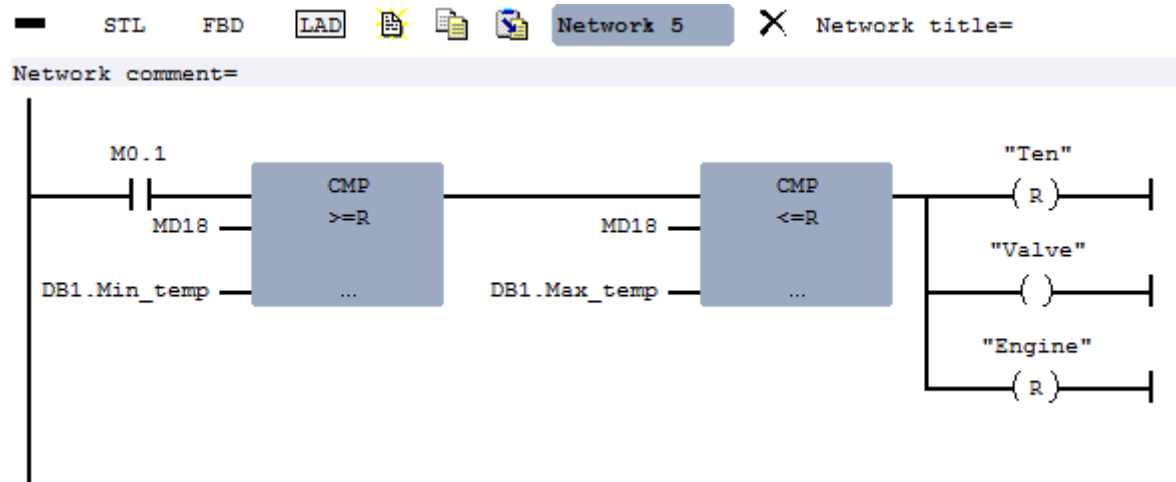 STL FBD LAD Network 5 Network title=
Network comment=
M0.1 "Ten"
CMP CMP
( R )
MD18 >=R MD18 <=R
"Valve"
DB1.Min_temp ... DB1.Max_temp ... ( )
"Engine"
( R )